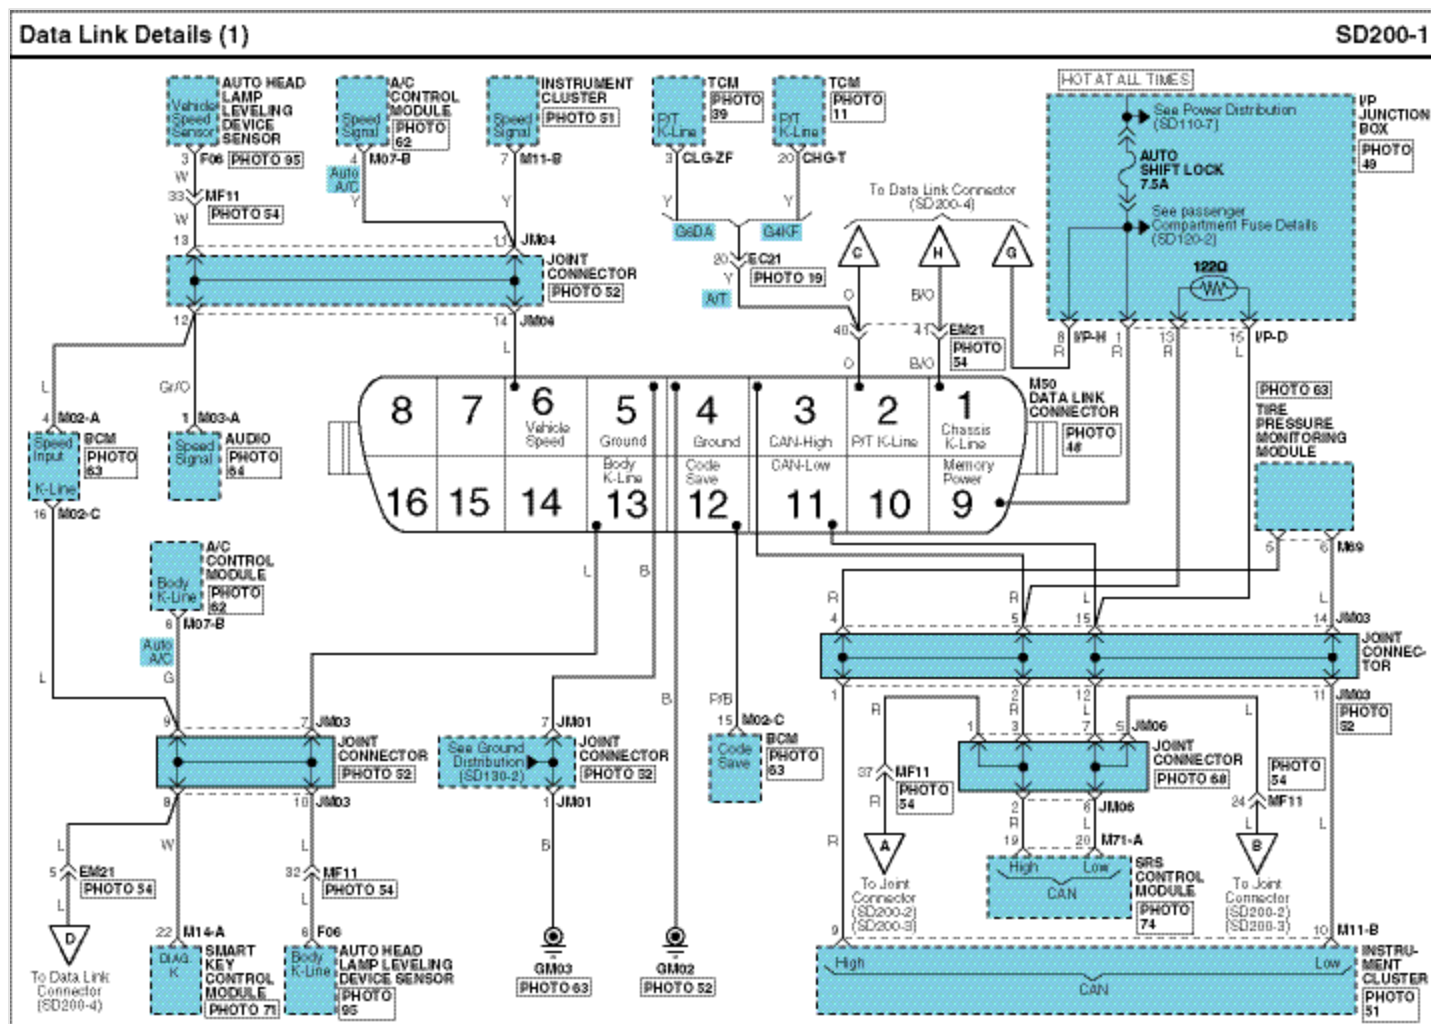 Data Link Details (1)
SD200-1
AUTO HEAD
LAMP
LEVELING
DEVICE
SENSOR
PHOTO 95
Vehicle
Speed
Sensor
3
F06
W
33
MF11
PHOTO 54
W
13
A/C
CONTROL
MODULE
PHOTO
62
Speed
Signal
4
M07-B
Auto
A/C
Y
INSTRUMENT
CLUSTER
PHOTO 51
Speed
Signal
7
M11-B
Y
11
JM04
JOINT
CONNECTOR
PHOTO 52
12
14
JM04
L
TCM
PHOTO
39
P/T
K-Line
3
CLG-ZF
Y
G6DA
TCM
PHOTO
11
P/T
K-Line
20
CHG-T
Y
G4KF
20
EC21
PHOTO 19
Y
A/T
To Data Link Connector
(SD200-4)
C
H
G
O
B/O
40
41
EM21
PHOTO
54
O
B/O
HOT AT ALL TIMES
See Power Distribution
(SD110-7)
AUTO
SHIFT LOCK
7.5A
See passenger
Compartment Fuse Details
(SD120-2)
122Ω
I/P
JUNCTION
BOX
PHOTO
49
8
I/P-H
1
13
15
I/P-D
R
R
R
L
L
4
M02-A
Speed
Input
K-Line
BCM
PHOTO
63
16
M02-C
Gr/O
1
M03-A
Speed
Signal
AUDIO
PHOTO
64
8
7
6
Vehicle
Speed
5
Ground
4
Ground
3
CAN-High
2
P/T K-Line
1
Chassis
K-Line
16
15
14
Body
K-Line
13
Code
Save
12
CAN-Low
11
10
Memory
Power
9
M50
DATA LINK
CONNECTOR
PHOTO
48
PHOTO 63
TIRE
PRESSURE
MONITORING
MODULE
5
6
M69
A/C
CONTROL
MODULE
PHOTO
62
Body
K-Line
6
M07-B
Auto
A/C
G
L
9
7
JM03
JOINT
CONNECTOR
PHOTO 52
8
10
JM03
L
B
B
P/B
7
JM01
See Ground
Distribution
(SD130-2)
JOINT
CONNECTOR
PHOTO 52
1
JM01
B
15
M02-C
Code
Save
BCM
PHOTO
63
R
R
L
L
4
5
15
14
JM03
JOINT
CONNEC-
TOR
1
2
12
11
JM03
PHOTO
52
R
R
L
L
1
3
7
5
JM06
JOINT
CONNECTOR
PHOTO 68
2
6
JM06
R
L
19
20
M71-A
High
Low
CAN
SRS
CONTROL
MODULE
PHOTO
74
37
MF11
PHOTO
54
R
A
To Joint
Connector
(SD200-2)
(SD200-3)
PHOTO
54
24
MF11
L
B
To Joint
Connector
(SD200-2)
(SD200-3)
R
L
9
10
M11-B
High
Low
CAN
INSTRU-
MENT
CLUSTER
PHOTO
51
L
5
EM21
PHOTO 54
L
D
To Data Link
Connector
(SD200-4)
W
22
M14-A
DIAG.
K
SMART
KEY
CONTROL
MODULE
PHOTO 71
L
32
MF11
PHOTO 54
L
6
F06
Body
K-Line
AUTO HEAD
LAMP LEVELING
DEVICE SENSOR
PHOTO
95
GM03
PHOTO 63
GM02
PHOTO 52